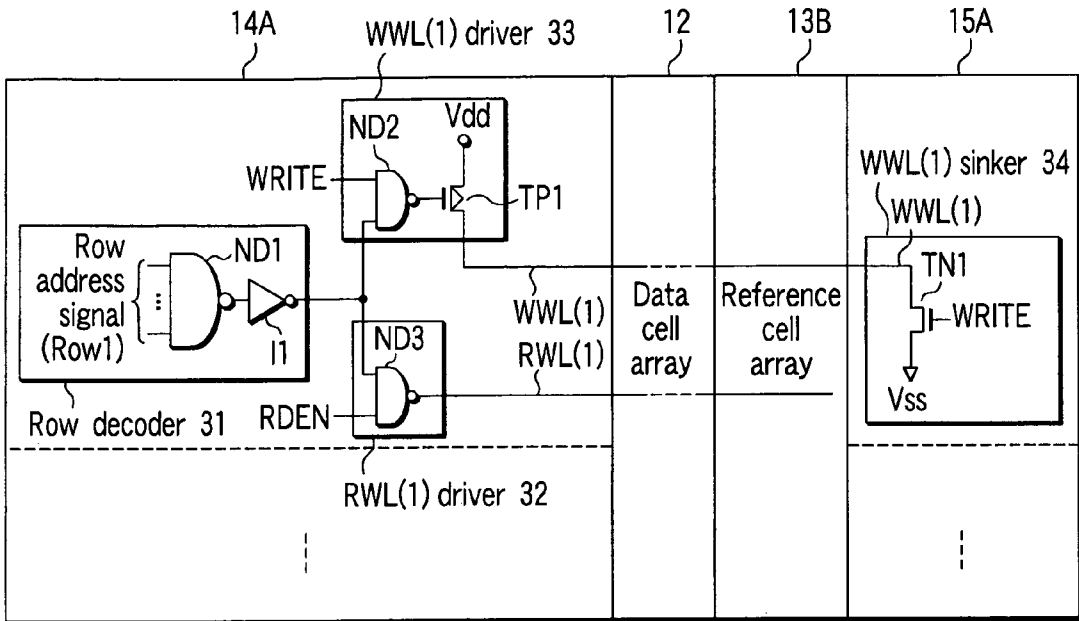 14A
WWL(1) driver 33
12
13B
15A
Vdd
ND2
WRITE
TP1
WWL(1) sinker 34
WWL(1)
Row
address
signal
(Row1)
...
ND1
I1
Row decoder 31
WWL(1)
RWL(1)
ND3
RDEN
RWL(1) driver 32
Data
cell
array
Reference
cell
array
TN1
WRITE
Vss